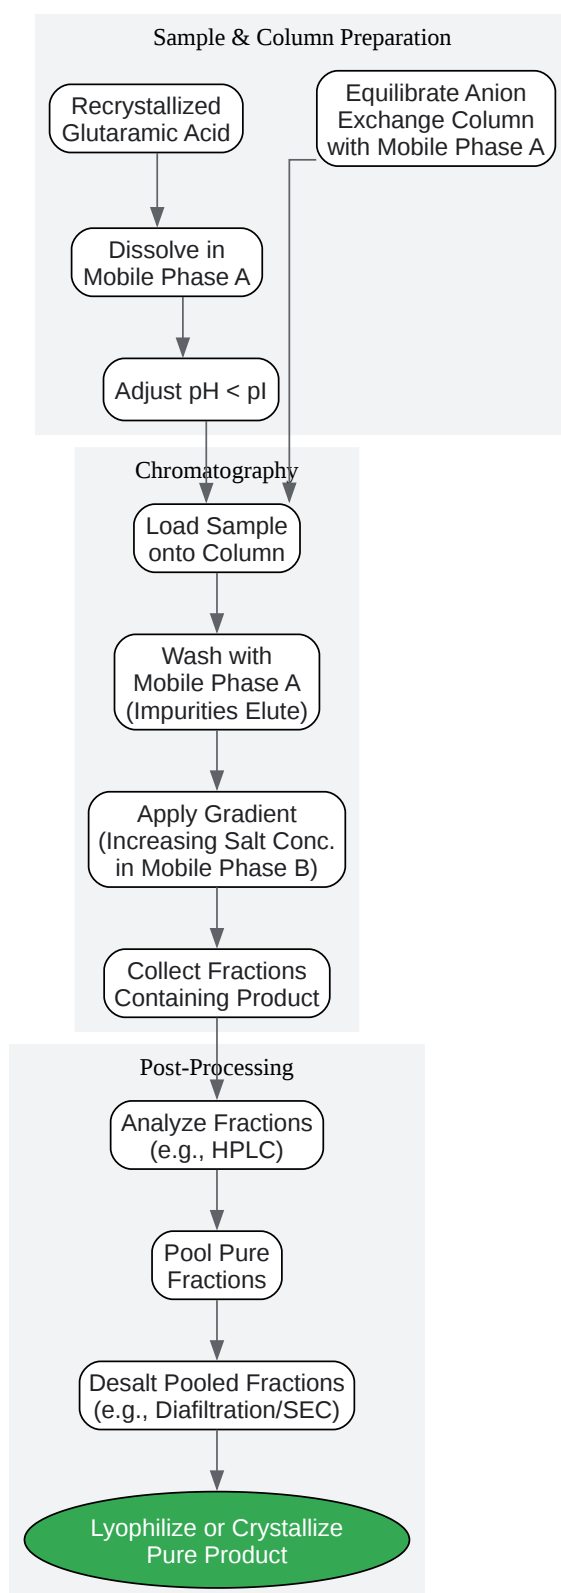 Sample & Column Preparation
Recrystallized
Glutaramic Acid
Equilibrate Anion
Exchange Column
with Mobile Phase A
Dissolve in
Mobile Phase A
Adjust pH < pI
Chromatography
Load Sample
onto Column
Wash with
Mobile Phase A
(Impurities Elute)
Apply Gradient
(Increasing Salt Conc.
in Mobile Phase B)
Collect Fractions
Containing Product
Post-Processing
Analyze Fractions
(e.g., HPLC)
Pool Pure
Fractions
Desalt Pooled Fractions
(e.g., Diafiltration/SEC)
Lyophilize or Crystallize
Pure Product